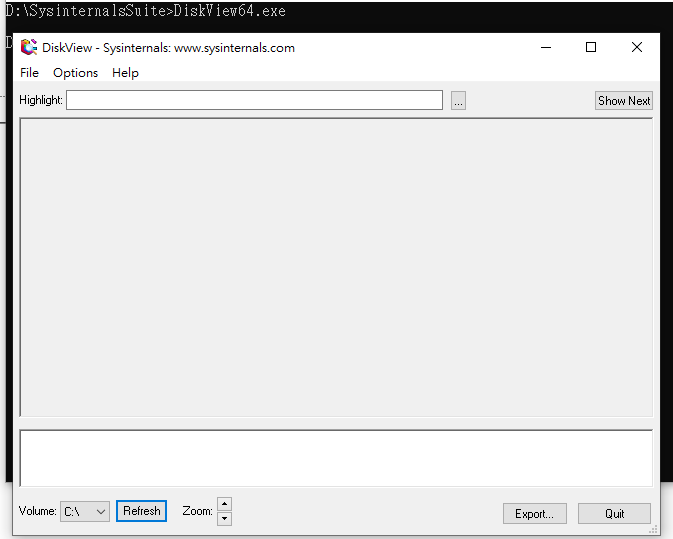 D:\SysinternalsSuite>DiskView64.exe
D
DiskView - Sysinternals: www.sysinternals.com
File Options Help
Highlight: ... Show Next
Volume: C:\ Refresh Zoom: Export... Quit